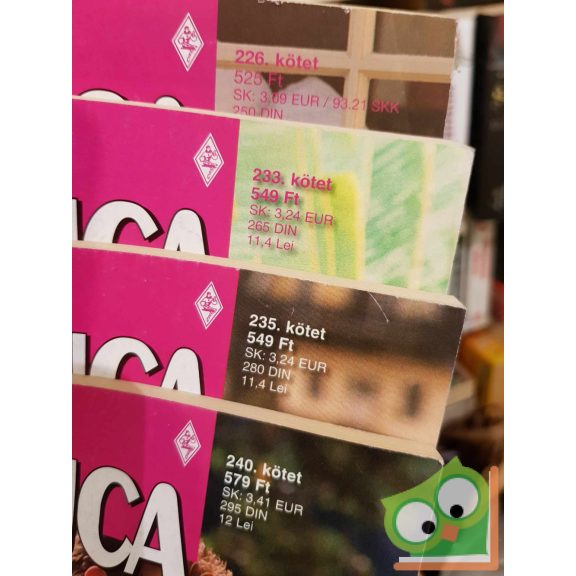 226. kötet
525 Ft
SK: 3,09 EUR / 93.21 SKK
250 DIN
233. kötet
549 Ft
SK: 3,24 EUR
265 DIN
11,4 Lei
ICA
235. kötet
549 Ft
SK: 3,24 EUR
280 DIN
11,4 Lei
CA
240. kötet
579 Ft
SK: 3,41 EUR
295 DIN
12 Lei
ICA